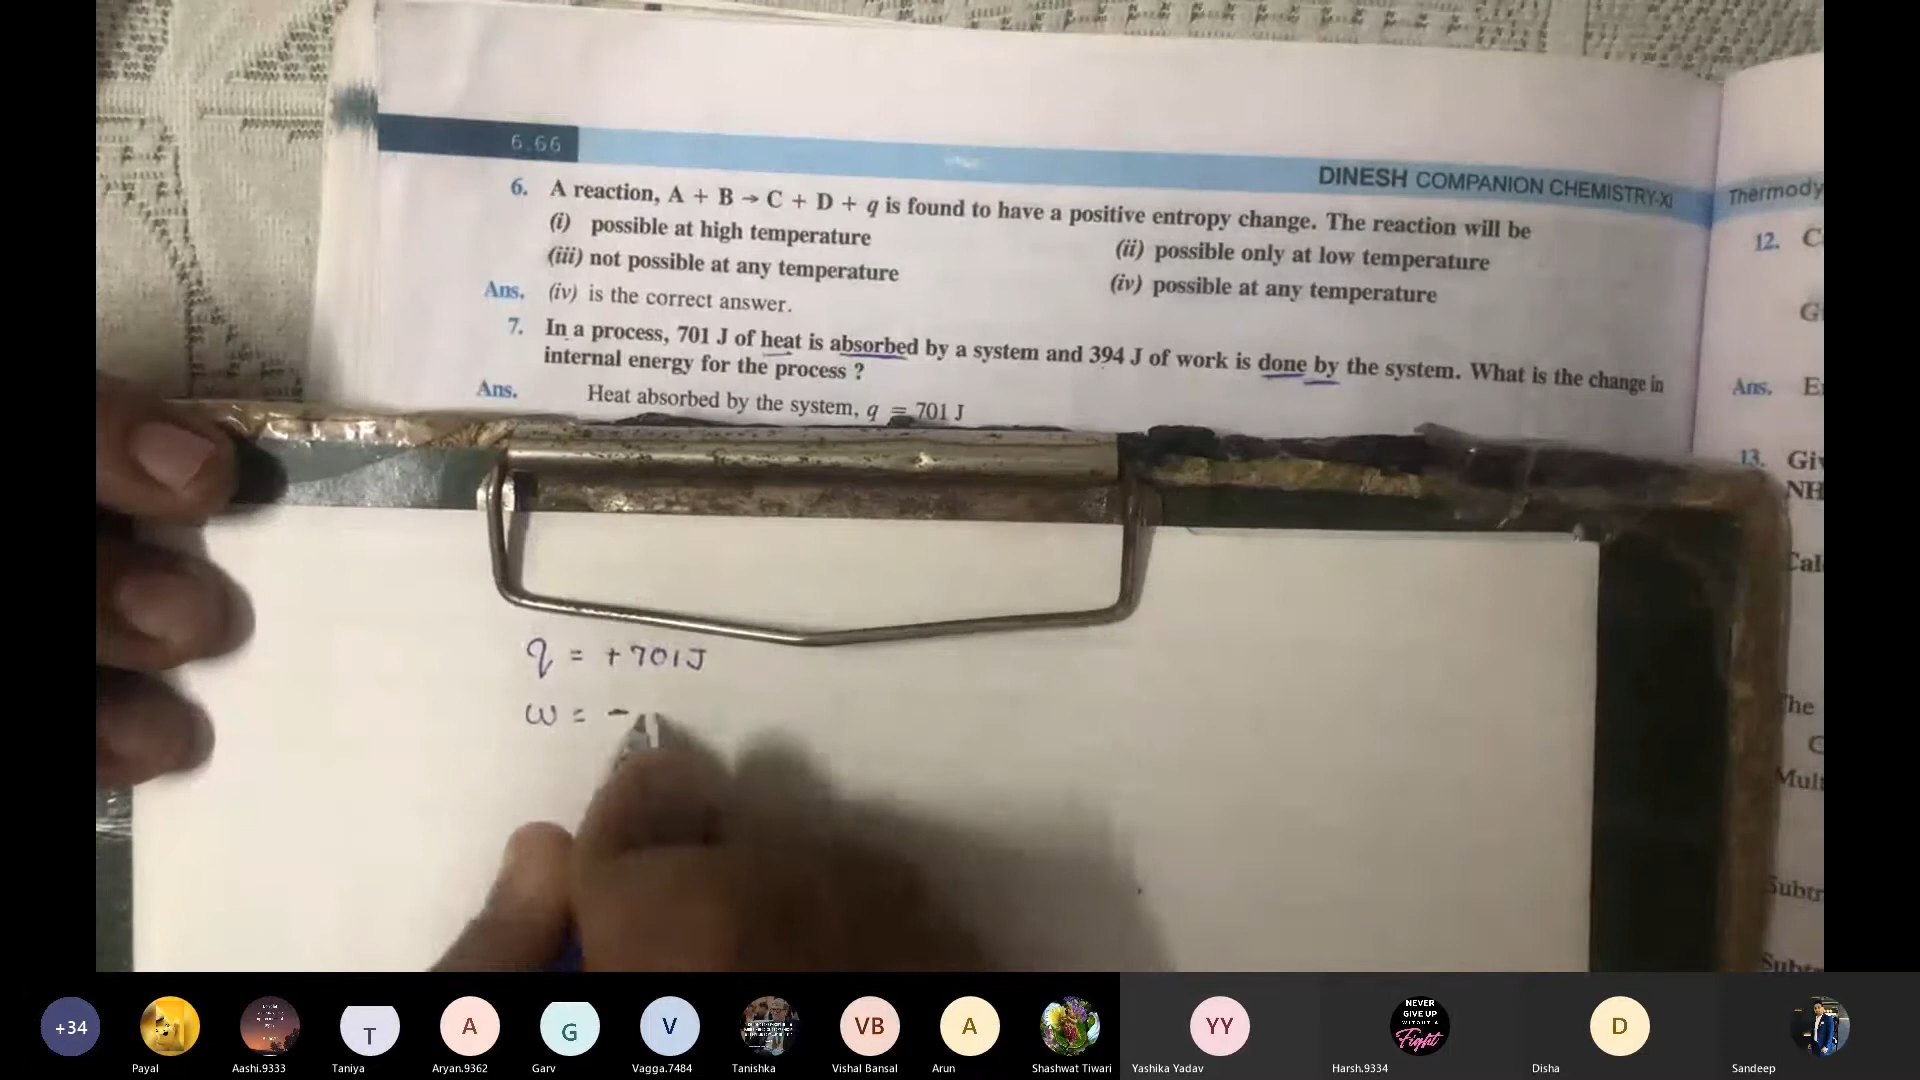 6.66
DINESH COMPANION CHEMISTRY-XI
6. A reaction, A + B → C + D + q is found to have a positive entropy change. The reaction will be
(i) possible at high temperature
(ii) possible only at low temperature
(iii) not possible at any temperature
(iv) possible at any temperature
Ans. (iv) is the correct answer.
7. In a process, 701 J of heat is absorbed by a system and 394 J of work is done by the system. What is the change in
internal energy for the process ?
Ans. Heat absorbed by the system, q = 701 J
Thermody
12. C
Ans. E
13. Giv
NH
q = +701J
w = -
+34
T
A
G
V
VB
A
YY
NEVER
GIVE UP
WITHOUT A
Fight
D
Payal
Aashi.9333
Taniya
Aryan.9362
Garv
Vagga.7484
Tanishka
Vishal Bansal
Arun
Shashwat Tiwari
Yashika Yadav
Harsh.9334
Disha
Sandeep